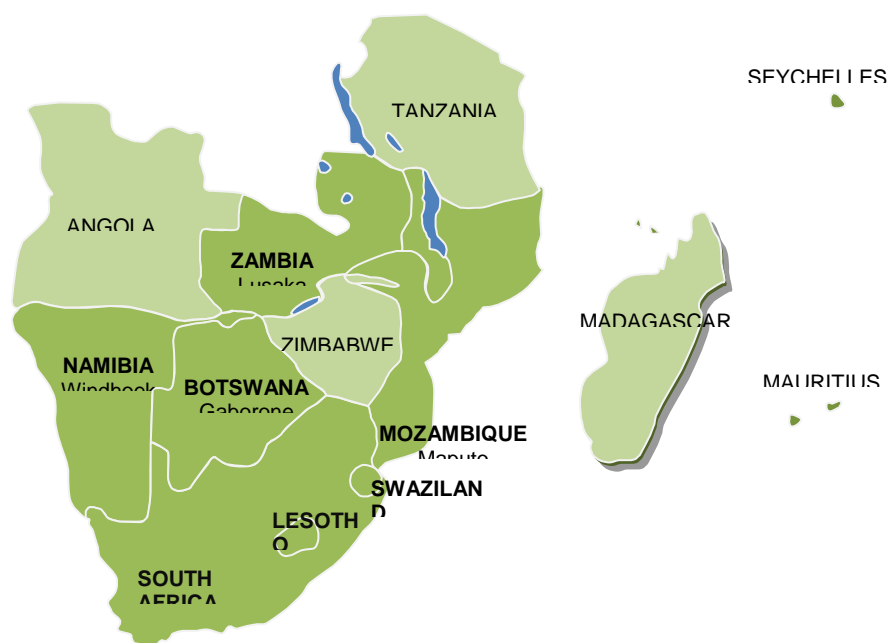 SEYCHELLES
TANZANIA
ANGOLA
ZAMBIA
Lusaka
MADAGASCAR
ZIMBABWE
NAMIBIA
Windhoek
BOTSWANA
Gaborone
MAURITIUS
MOZAMBIQUE
Maputo
SWAZILAN
D
LESOTH
O
SOUTH
AFRICA